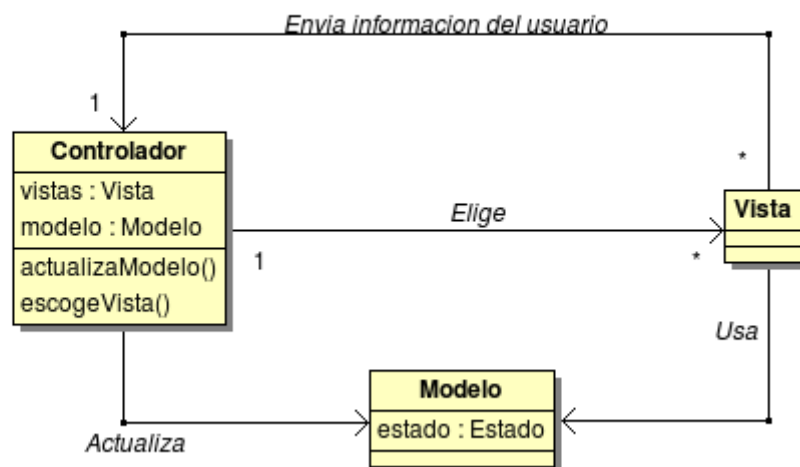 Envia informacion del usuario
1
Controlador
vistas : Vista
modelo : Modelo
actualizaModelo()
escogeVista()
Elige
1
*
*
Vista
Usa
Modelo
estado : Estado
Actualiza